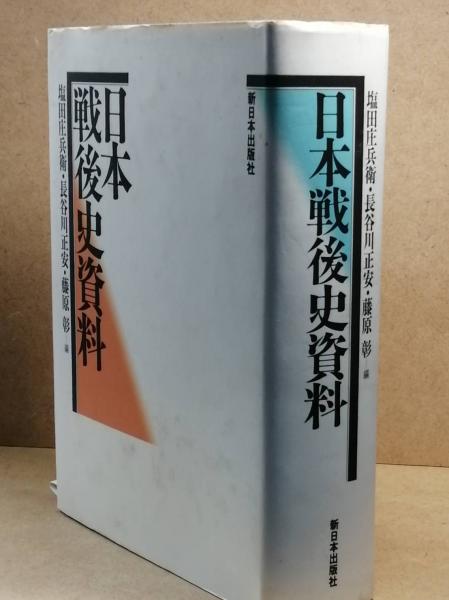 日本
戦後史資料
塩田庄兵衛・長谷川正安・藤原 彰 編
新日本出版社
日本戦後史資料
塩田庄兵衛・長谷川正安・藤原 彰 編
新日本出版社